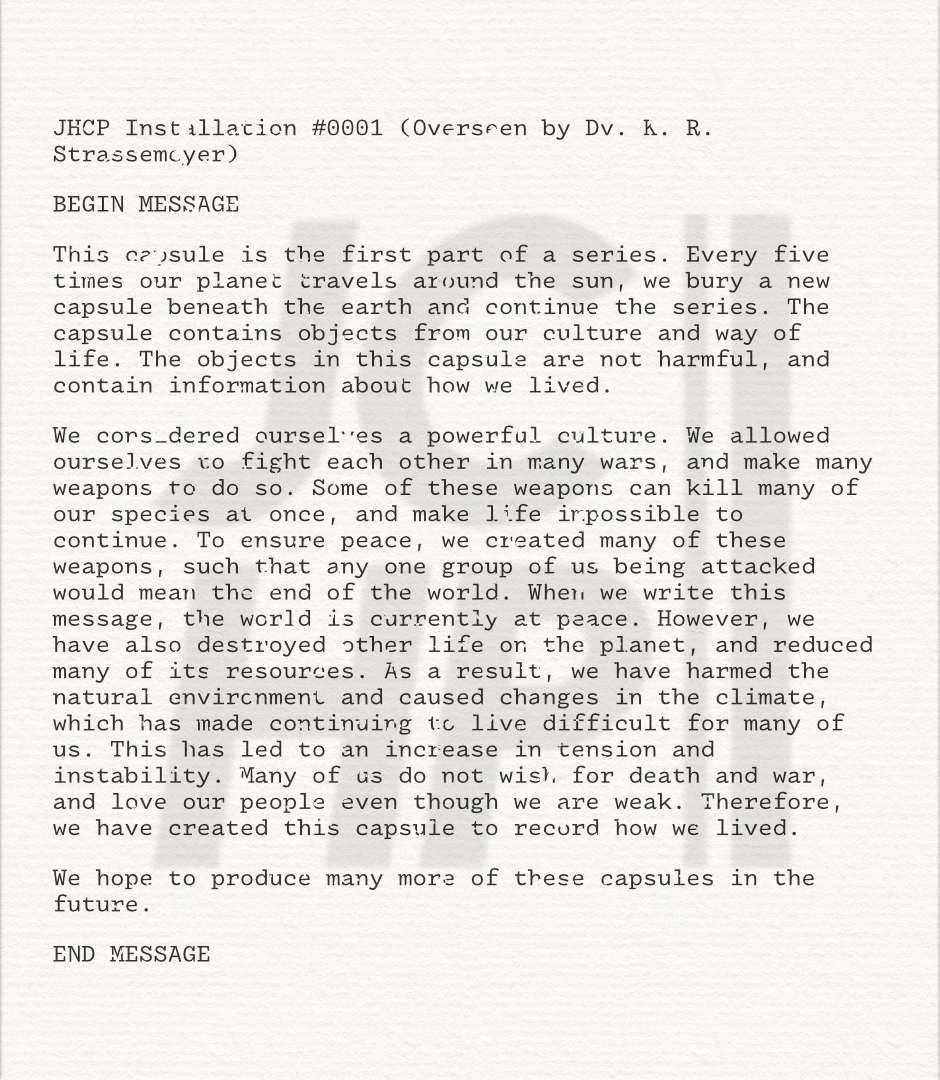 JHCP Installation #0001 (Overseen by Dv. K. R.
Strassemeyer)
BEGIN MESSAGE
This capsule is the first part of a series. Every five
times our planet travels around the sun, we bury a new
capsule beneath the earth and continue the series. The
capsule contains objects from our culture and way of
life. The objects in this capsule are not harmful, and
contain information about how we lived.
We considered ourselves a powerful culture. We allowed
ourselves to fight each other in many wars, and make many
weapons to do so. Some of these weapons can kill many of
our species at once, and make life impossible to
continue. To ensure peace, we created many of these
weapons, such that any one group of us being attacked
would mean the end of the world. When we write this
message, the world is currently at peace. However, we
have also destroyed other life on the planet, and reduced
many of its resources. As a result, we have harmed the
natural environment and caused changes in the climate,
which has made continuing to live difficult for many of
us. This has led to an increase in tension and
instability. Many of us do not wish for death and war,
and love our people even though we are weak. Therefore,
we have created this capsule to record how we lived.
We hope to produce many more of these capsules in the
future.
END MESSAGE
JC
HP